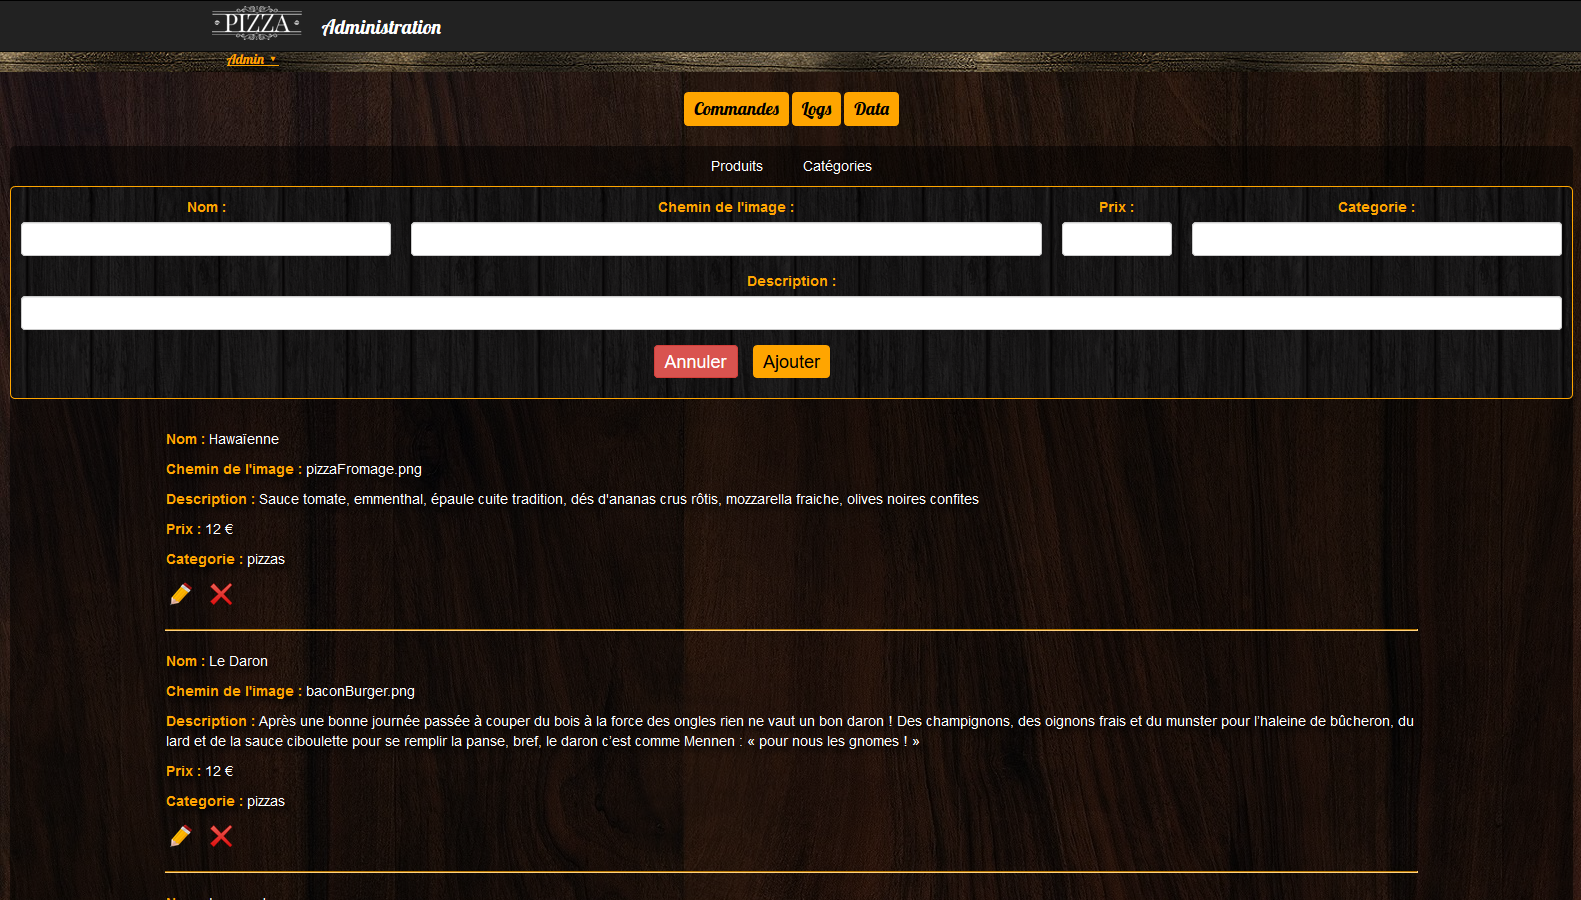 PIZZA Administration
Admin ▼
Commandes Logs Data
Produits Catégories
Nom : Chemin de l'image : Prix : Categorie :
Description :
Annuler Ajouter
Nom : Hawaïenne
Chemin de l'image : pizzaFromage.png
Description : Sauce tomate, emmenthal, épaule cuite tradition, dés d'ananas crus rôtis, mozzarella fraiche, olives noires confites
Prix : 12 €
Categorie : pizzas
Nom : Le Daron
Chemin de l'image : baconBurger.png
Description : Après une bonne journée passée à couper du bois à la force des ongles rien ne vaut un bon daron ! Des champignons, des oignons frais et du munster pour l’haleine de bûcheron, du
lard et de la sauce ciboulette pour se remplir la panse, bref, le daron c’est comme Mennen : « pour nous les gnomes ! »
Prix : 12 €
Categorie : pizzas